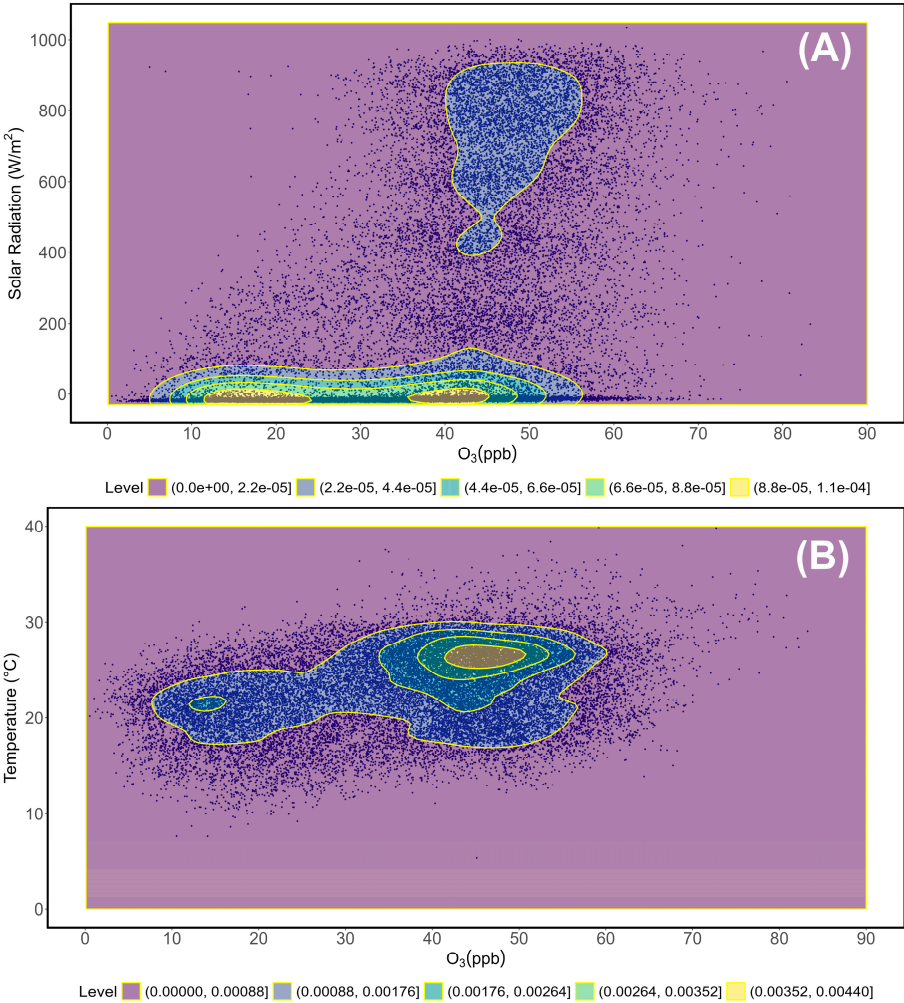 (A)
1000
800
600
400
200
0
Solar Radiation (W/m²)
0 10 20 30 40 50 60 70 80 90
O₃(ppb)
Level (0.0e+00, 2.2e-05] (2.2e-05, 4.4e-05] (4.4e-05, 6.6e-05] (6.6e-05, 8.8e-05] (8.8e-05, 1.1e-04]
(B)
40
30
20
10
0
Temperature (°C)
0 10 20 30 40 50 60 70 80 90
O₃(ppb)
Level (0.00000, 0.00088] (0.00088, 0.00176] (0.00176, 0.00264] (0.00264, 0.00352] (0.00352, 0.00440]